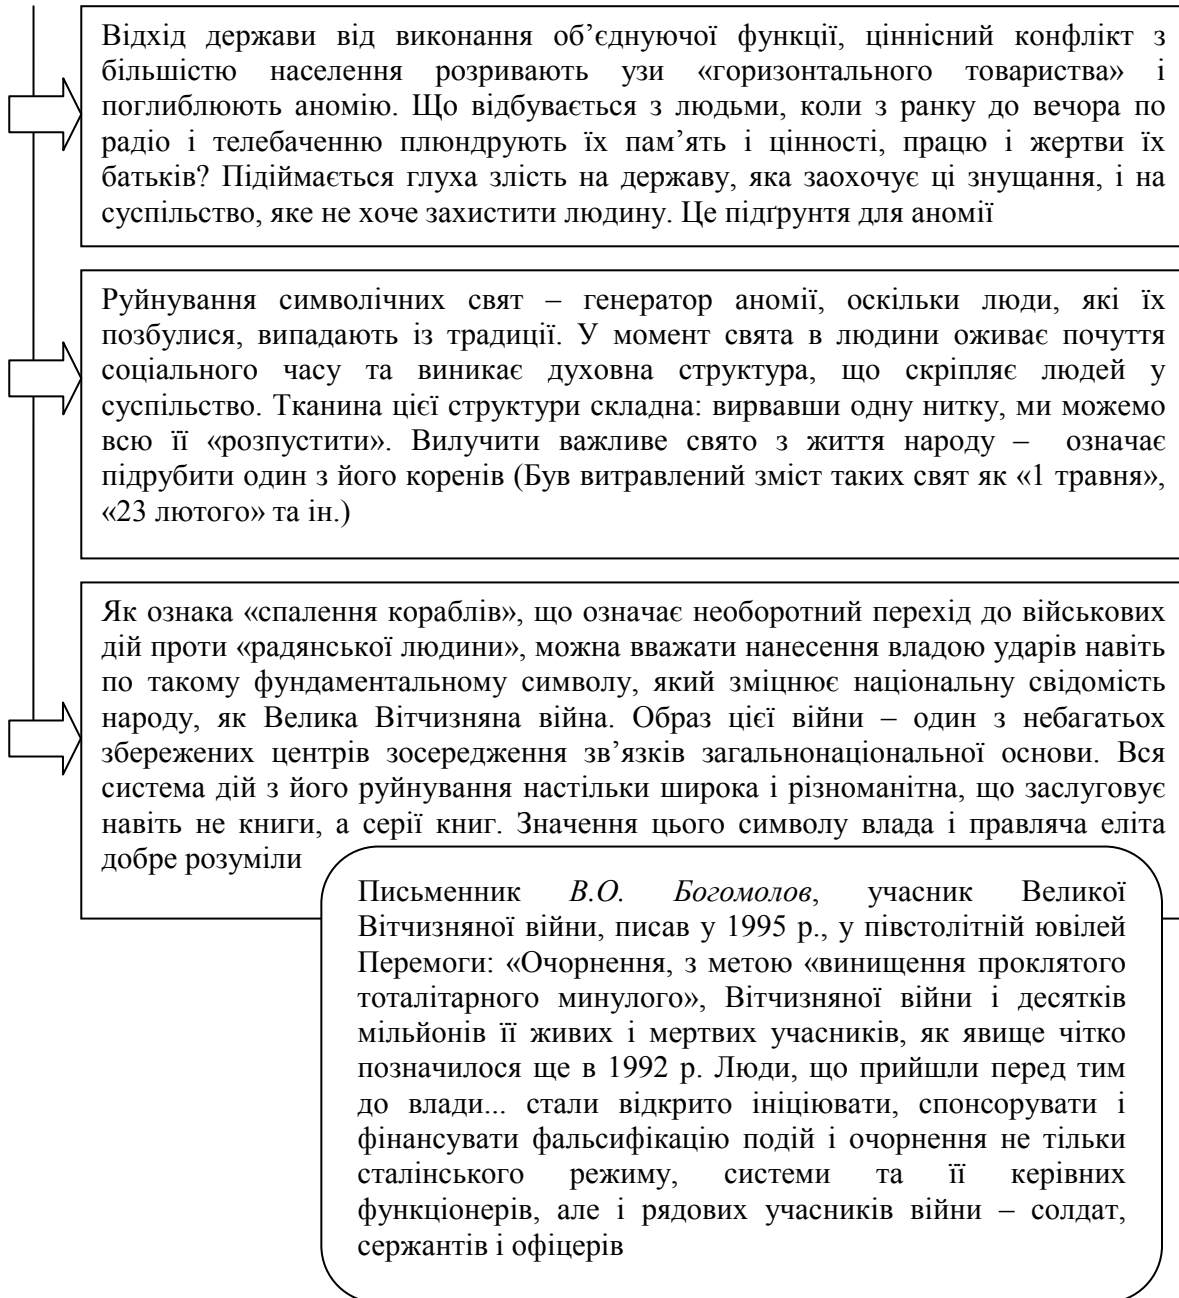 Відхід держави від виконання об’єднуючої функції, ціннісний конфлікт з
більшістю населення розривають узи «горизонтального товариства» і
поглиблюють аномію. Що відбувається з людьми, коли з ранку до вечора по
радіо і телебаченню плюндрують їх пам’ять і цінності, працю і жертви їх
батьків? Підіймається глуха злість на державу, яка заохочує ці знущання, і на
суспільство, яке не хоче захистити людину. Це підґрунтя для аномії
Руйнування символічних свят – генератор аномії, оскільки люди, які їх
позбулися, випадають із традиції. У момент свята в людини оживає почуття
соціального часу та виникає духовна структура, що скріпляє людей у
суспільство. Тканина цієї структури складна: вирвавши одну нитку, ми можемо
всю її «розпустити». Вилучити важливе свято з життя народу – означає
підрубити один з його коренів (Був витравлений зміст таких свят як «1 травня»,
«23 лютого» та ін.)
Як ознака «спалення кораблів», що означає необоротний перехід до військових
дій проти «радянської людини», можна вважати нанесення владою ударів навіть
по такому фундаментальному символу, який зміцнює національну свідомість
народу, як Велика Вітчизняна війна. Образ цієї війни – один з небагатьох
збережених центрів зосередження зв’язків загальнонаціональної основи. Вся
система дій з його руйнування настільки широка і різноманітна, що заслуговує
навіть не книги, а серії книг. Значення цього символу влада і правляча еліта
добре розуміли
Письменник В.О. Богомолов, учасник Великої
Вітчизняної війни, писав у 1995 р., у півстолітній ювілей
Перемоги: «Очорнення, з метою «винищення проклятого
тоталітарного минулого», Вітчизняної війни і десятків
мільйонів її живих і мертвих учасників, як явище чітко
позначилося ще в 1992 р. Люди, що прийшли перед тим
до влади... стали відкрито ініціювати, спонсорувати і
фінансувати фальсифікацію подій і очорнення не тільки
сталінського режиму, системи та її керівних
функціонерів, але і рядових учасників війни – солдат,
сержантів і офіцерів